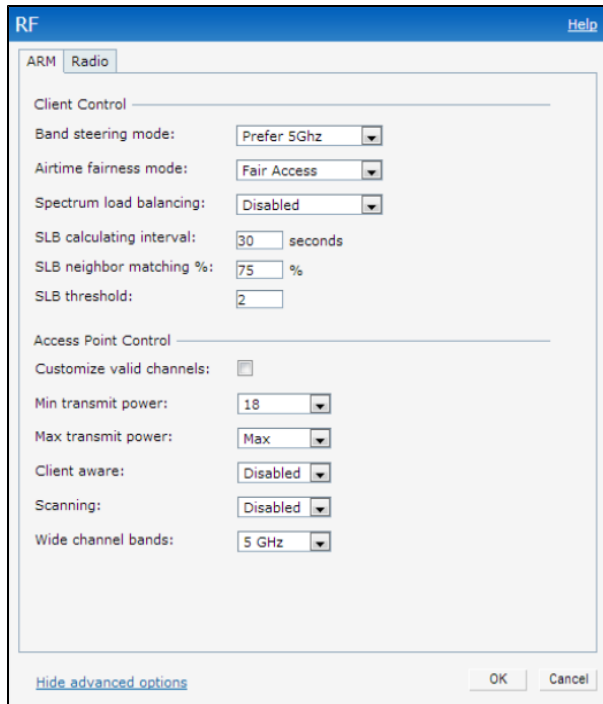 RF Help
ARM Radio
Client Control
Band steering mode: Prefer 5Ghz
Airtime fairness mode: Fair Access
Spectrum load balancing: Disabled
SLB calculating interval: 30 seconds
SLB neighbor matching %: 75 %
SLB threshold: 2
Access Point Control
Customize valid channels:
Min transmit power: 18
Max transmit power: Max
Client aware: Disabled
Scanning: Disabled
Wide channel bands: 5 GHz
Hide advanced options OK Cancel